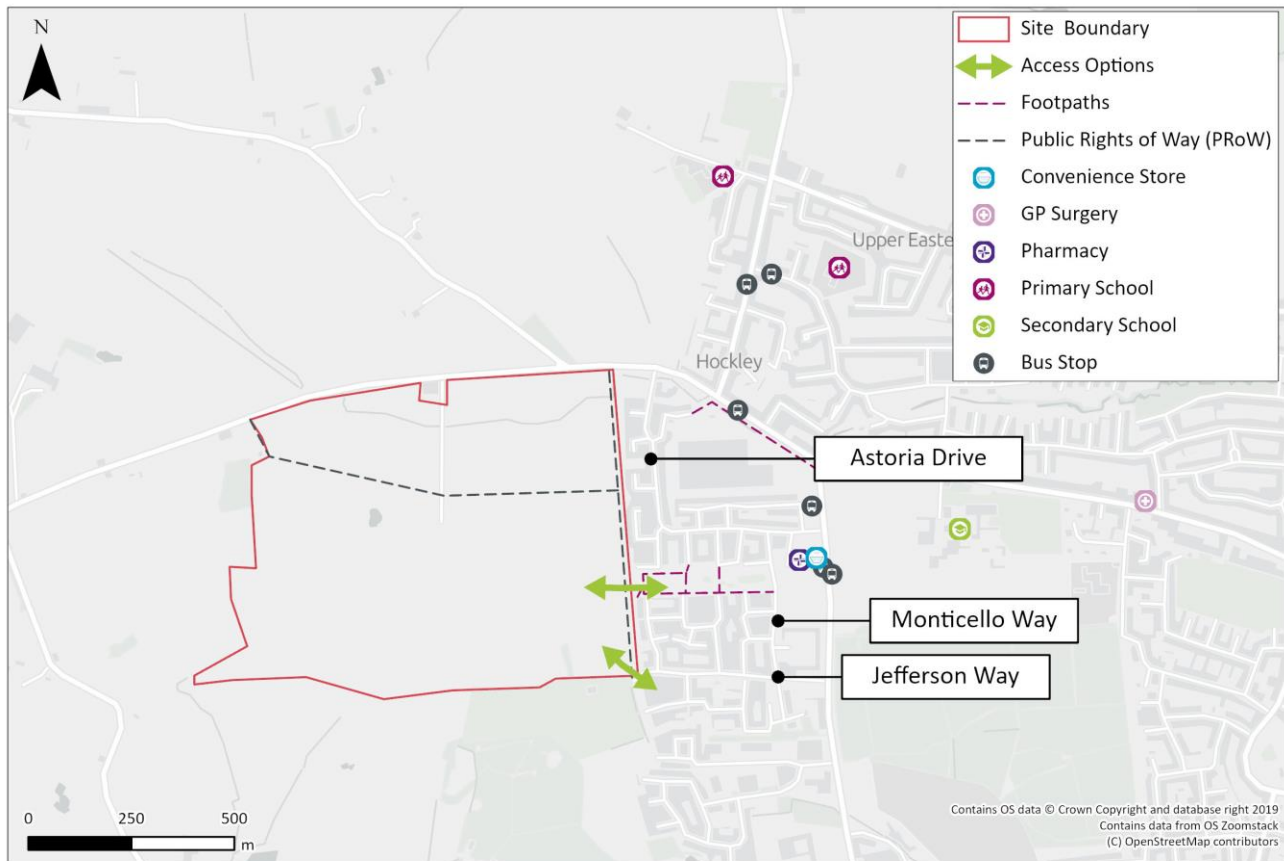 N
Site Boundary
Access Options
Footpaths
Public Rights of Way (PRoW)
Convenience Store
GP Surgery
Pharmacy
Primary School
Secondary School
Bus Stop
Upper Easte
Hockley
Astoria Drive
Monticello Way
Jefferson Way
0 250 500
m
Contains OS data © Crown Copyright and database right 2019
Contains data from OS Zoomstack
(C) OpenStreetMap contributors